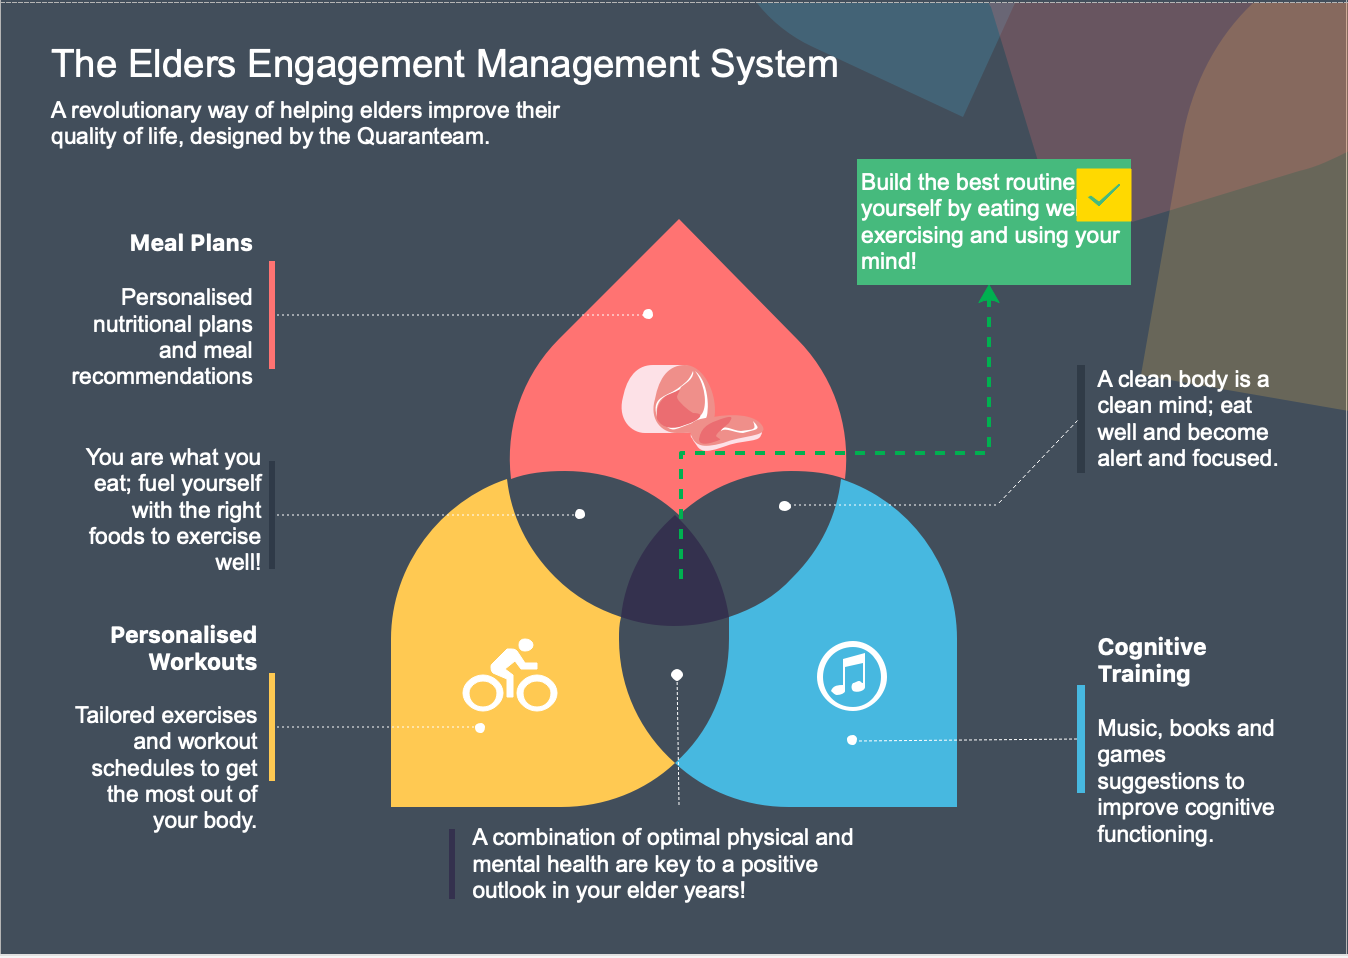 The Elders Engagement Management System
A revolutionary way of helping elders improve their
quality of life, designed by the Quaranteam.
Build the best routine
yourself by eating we
exercising and using your
mind!
Meal Plans
Personalised
nutritional plans
and meal
recommendations
A clean body is a
clean mind; eat
well and become
alert and focused.
You are what you
eat; fuel yourself
with the right
foods to exercise
well!
Personalised
Workouts
Tailored exercises
and workout
schedules to get
the most out of
your body.
Cognitive
Training
Music, books and
games
suggestions to
improve cognitive
functioning.
A combination of optimal physical and
mental health are key to a positive
outlook in your elder years!